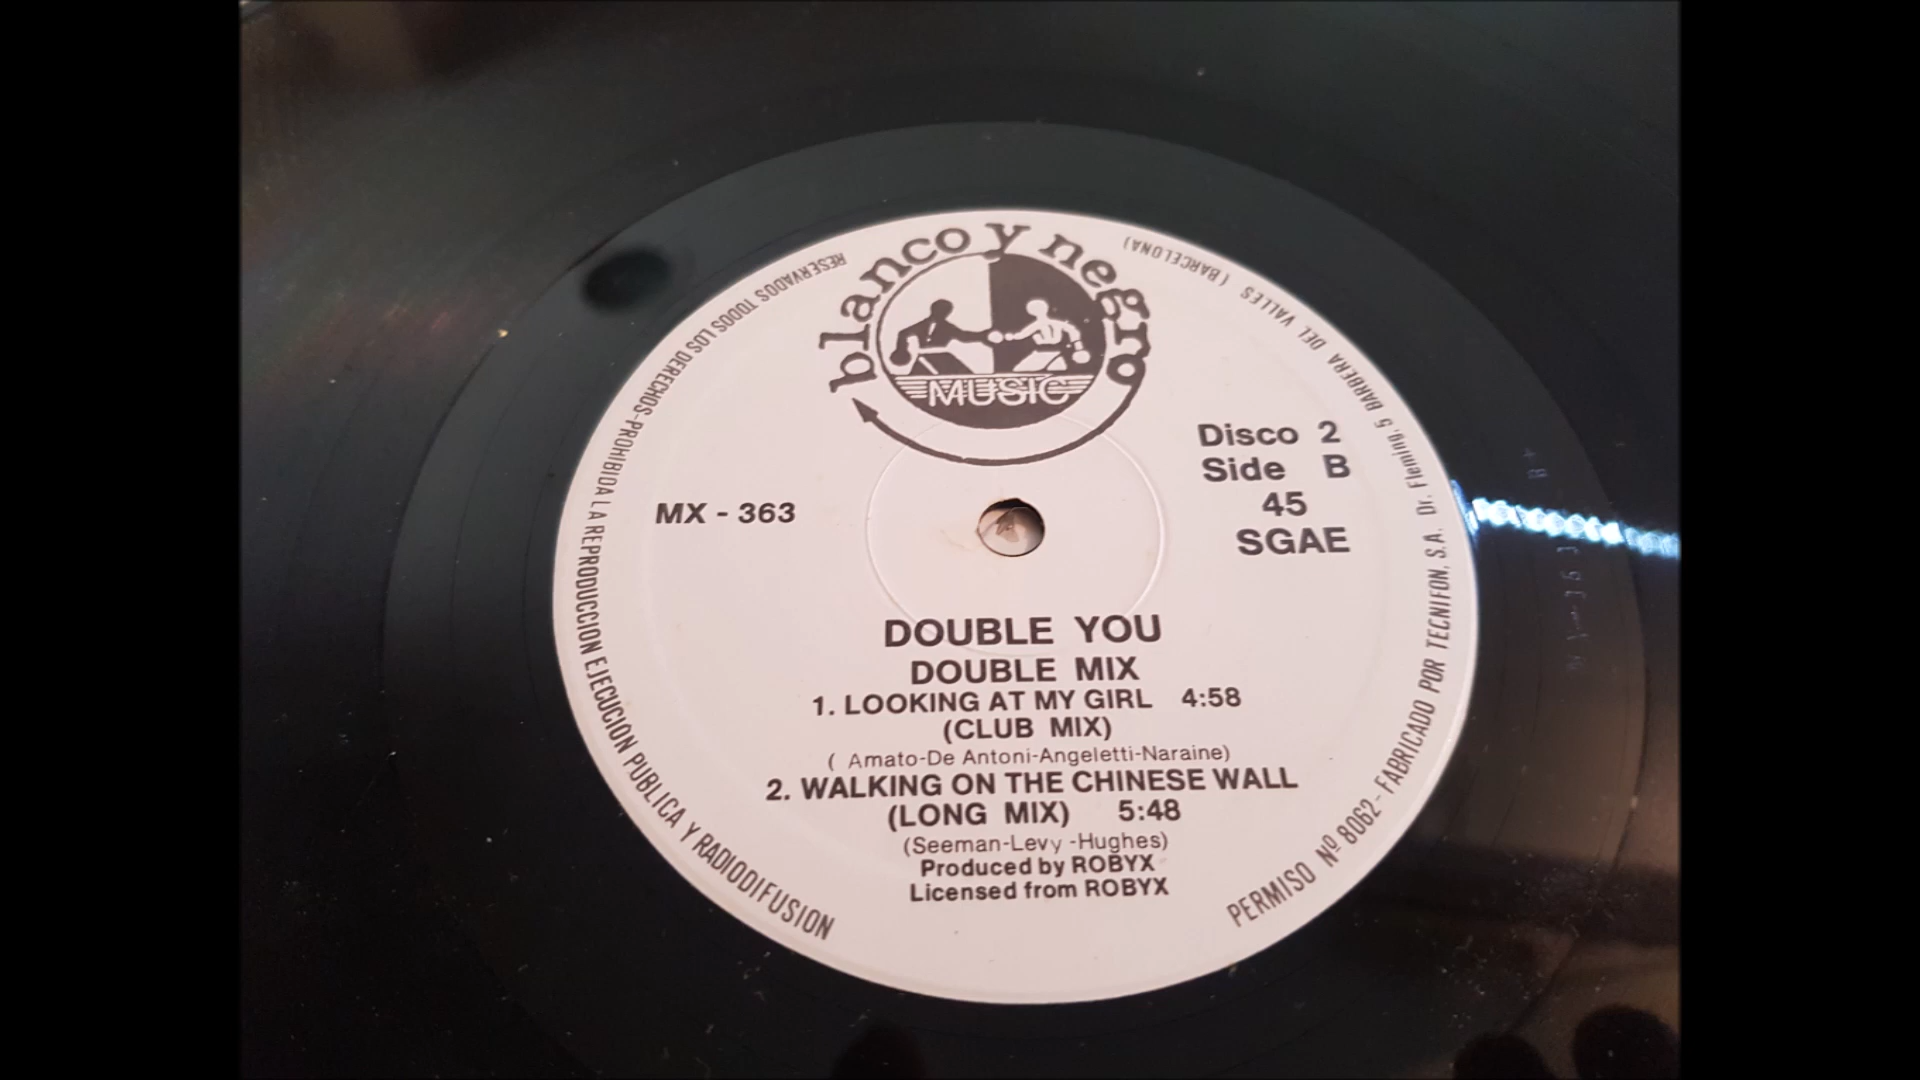 blanco y negro
MUSIC
Disco 2
Side B
MX - 363
45
SGAE
DOUBLE YOU
DOUBLE MIX
1. LOOKING AT MY GIRL 4:58
(CLUB MIX)
( Amato-De Antoni-Angeletti-Naraine)
2. WALKING ON THE CHINESE WALL
(LONG MIX) 5:48
(Seeman-Levy -Hughes)
Produced by ROBYX
Licensed from ROBYX
RESERVADOS TODOS LOS DERECHOS-PROHIBIDA LA REPRODUCCION EJECUCIÓN PUBLICA Y RADIODIFUSION
PERMISO Nº 8062- FABRICADO POR TECNIFON, S.A. Dr. Fleming, 5 BARBERA DEL VALLES (BARCELONA)